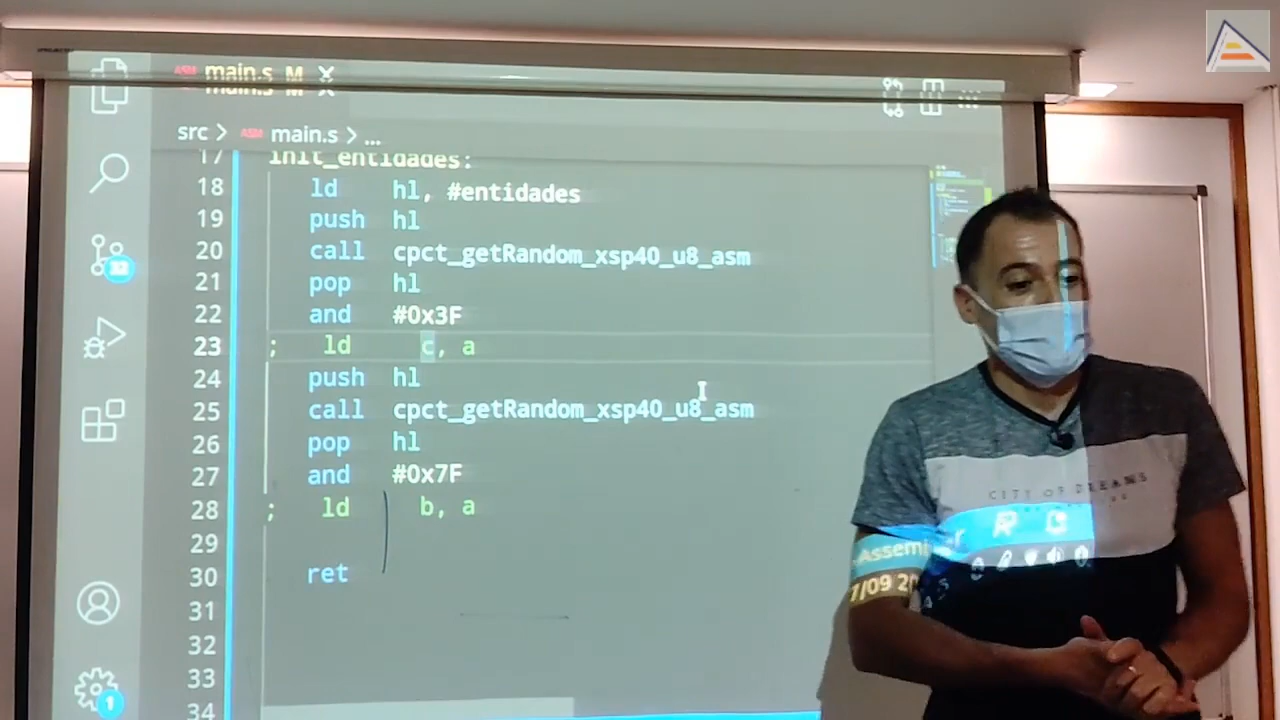 main.s M
src > ASM main.s > ...
17 init_entidades:
18 ld hl, #entidades
19 push hl
20 call cpct_getRandom_xsp40_u8_asm
21 pop hl
22 and #0x3F
23 ; ld c, a
24 push hl
25 call cpct_getRandom_xsp40_u8_asm
26 pop hl
27 and #0x7F
28 ; ld b, a
29
30 ret
31
32
33
34
1
CITY OF DREAMS